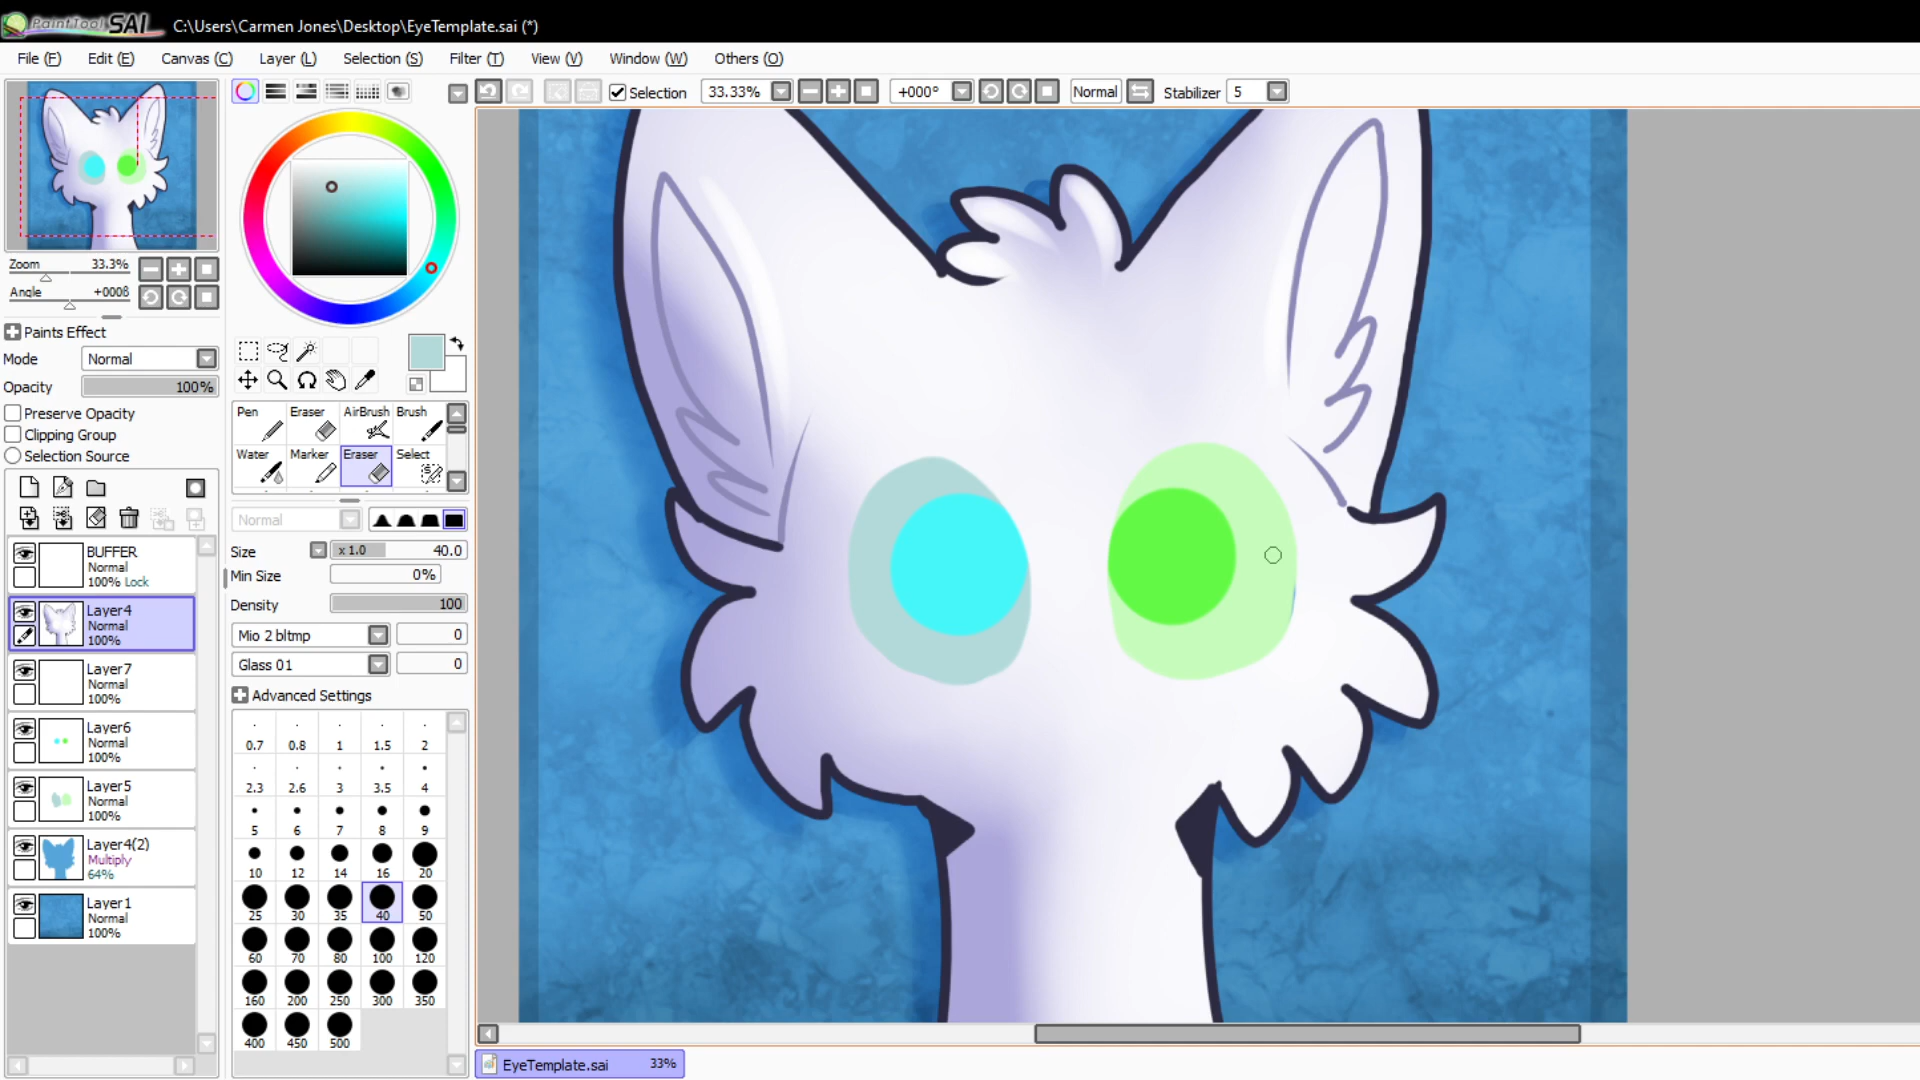 PaintTool SAI C:\Users\Carmen Jones\Desktop\EyeTemplate.sai (*)
File (F) Edit (E) Canvas (C) Layer (L) Selection (S) Filter (T) View (V) Window (W) Others (O)
Selection 33.33% +000° Normal Stabilizer 5
Zoom 33.3%
Angle +000ß
Paints Effect
Mode Normal
Opacity 100%
Preserve Opacity
Clipping Group
Selection Source
BUFFER
Normal
100% Lock
Layer4
Normal
100%
Layer7
Normal
100%
Layer6
Normal
100%
Layer5
Normal
100%
Layer4(2)
Multiply
64%
Layer1
Normal
100%
Pen Eraser AirBrush Brush
Water Marker Eraser Select
Normal
Size x 1.0 40.0
Min Size 0%
Density 100
Mio 2 bltmp 0
Glass 01 0
Advanced Settings
0.7 0.8 1 1.5 2
2.3 2.6 3 3.5 4
5 6 7 8 9
10 12 14 16 20
25 30 35 40 50
60 70 80 100 120
160 200 250 300 350
400 450 500
EyeTemplate.sai 33%